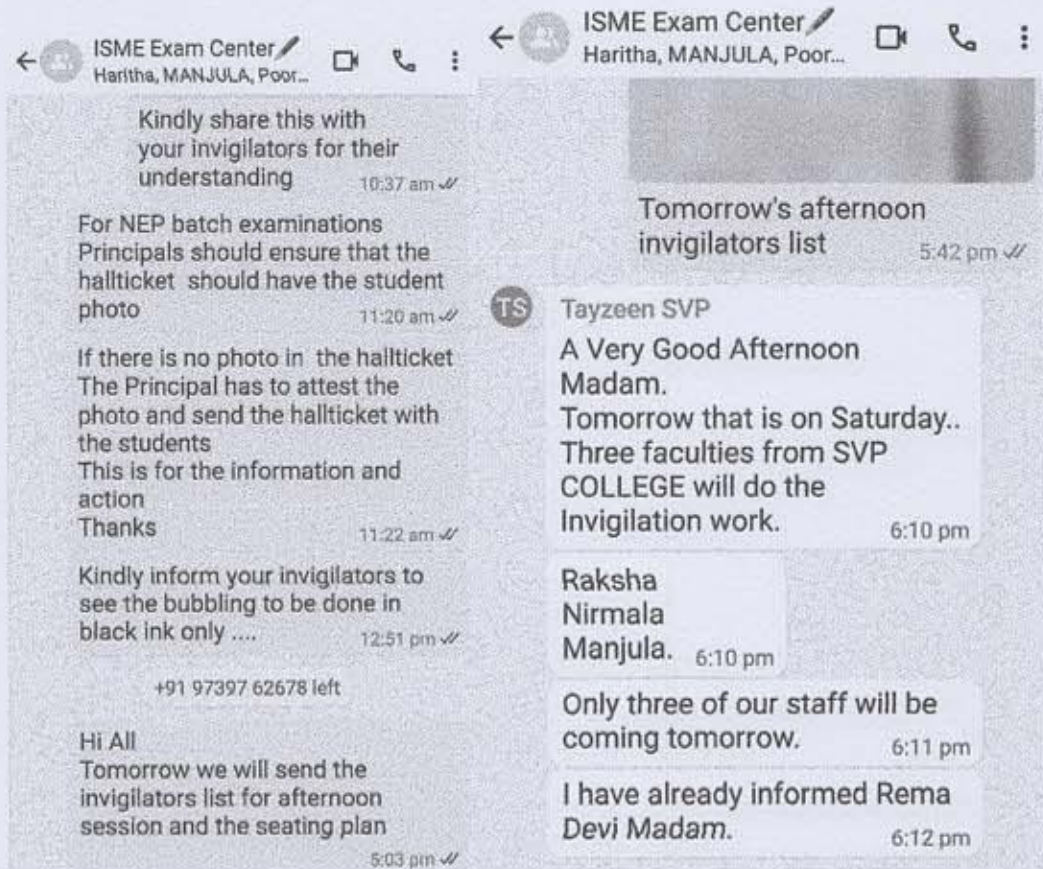 ISME Exam Center
Haritha, MANJULA, Poor...
Kindly share this with
your invigilators for their
understanding
10:37 am
For NEP batch examinations
Principals should ensure that the
hallticket should have the student
photo
11:20 am
If there is no photo in the hallticket
The Principal has to attest the
photo and send the hallticket with
the students
This is for the information and
action
Thanks
11:22 am
Kindly inform your invigilators to
see the bubbling to be done in
black ink only ....
12:51 pm
+91 97397 62678 left
Hi All
Tomorrow we will send the
invigilators list for afternoon
session and the seating plan
5:03 pm
ISME Exam Center
Haritha, MANJULA, Poor...
Tomorrow's afternoon
invigilators list
5:42 pm
TS
Tayzeen SVP
A Very Good Afternoon
Madam.
Tomorrow that is on Saturday..
Three faculties from SVP
COLLEGE will do the
Invigilation work.
6:10 pm
Raksha
Nirmala
Manjula.
6:10 pm
Only three of our staff will be
coming tomorrow.
6:11 pm
I have already informed Rema
Devi Madam.
6:12 pm